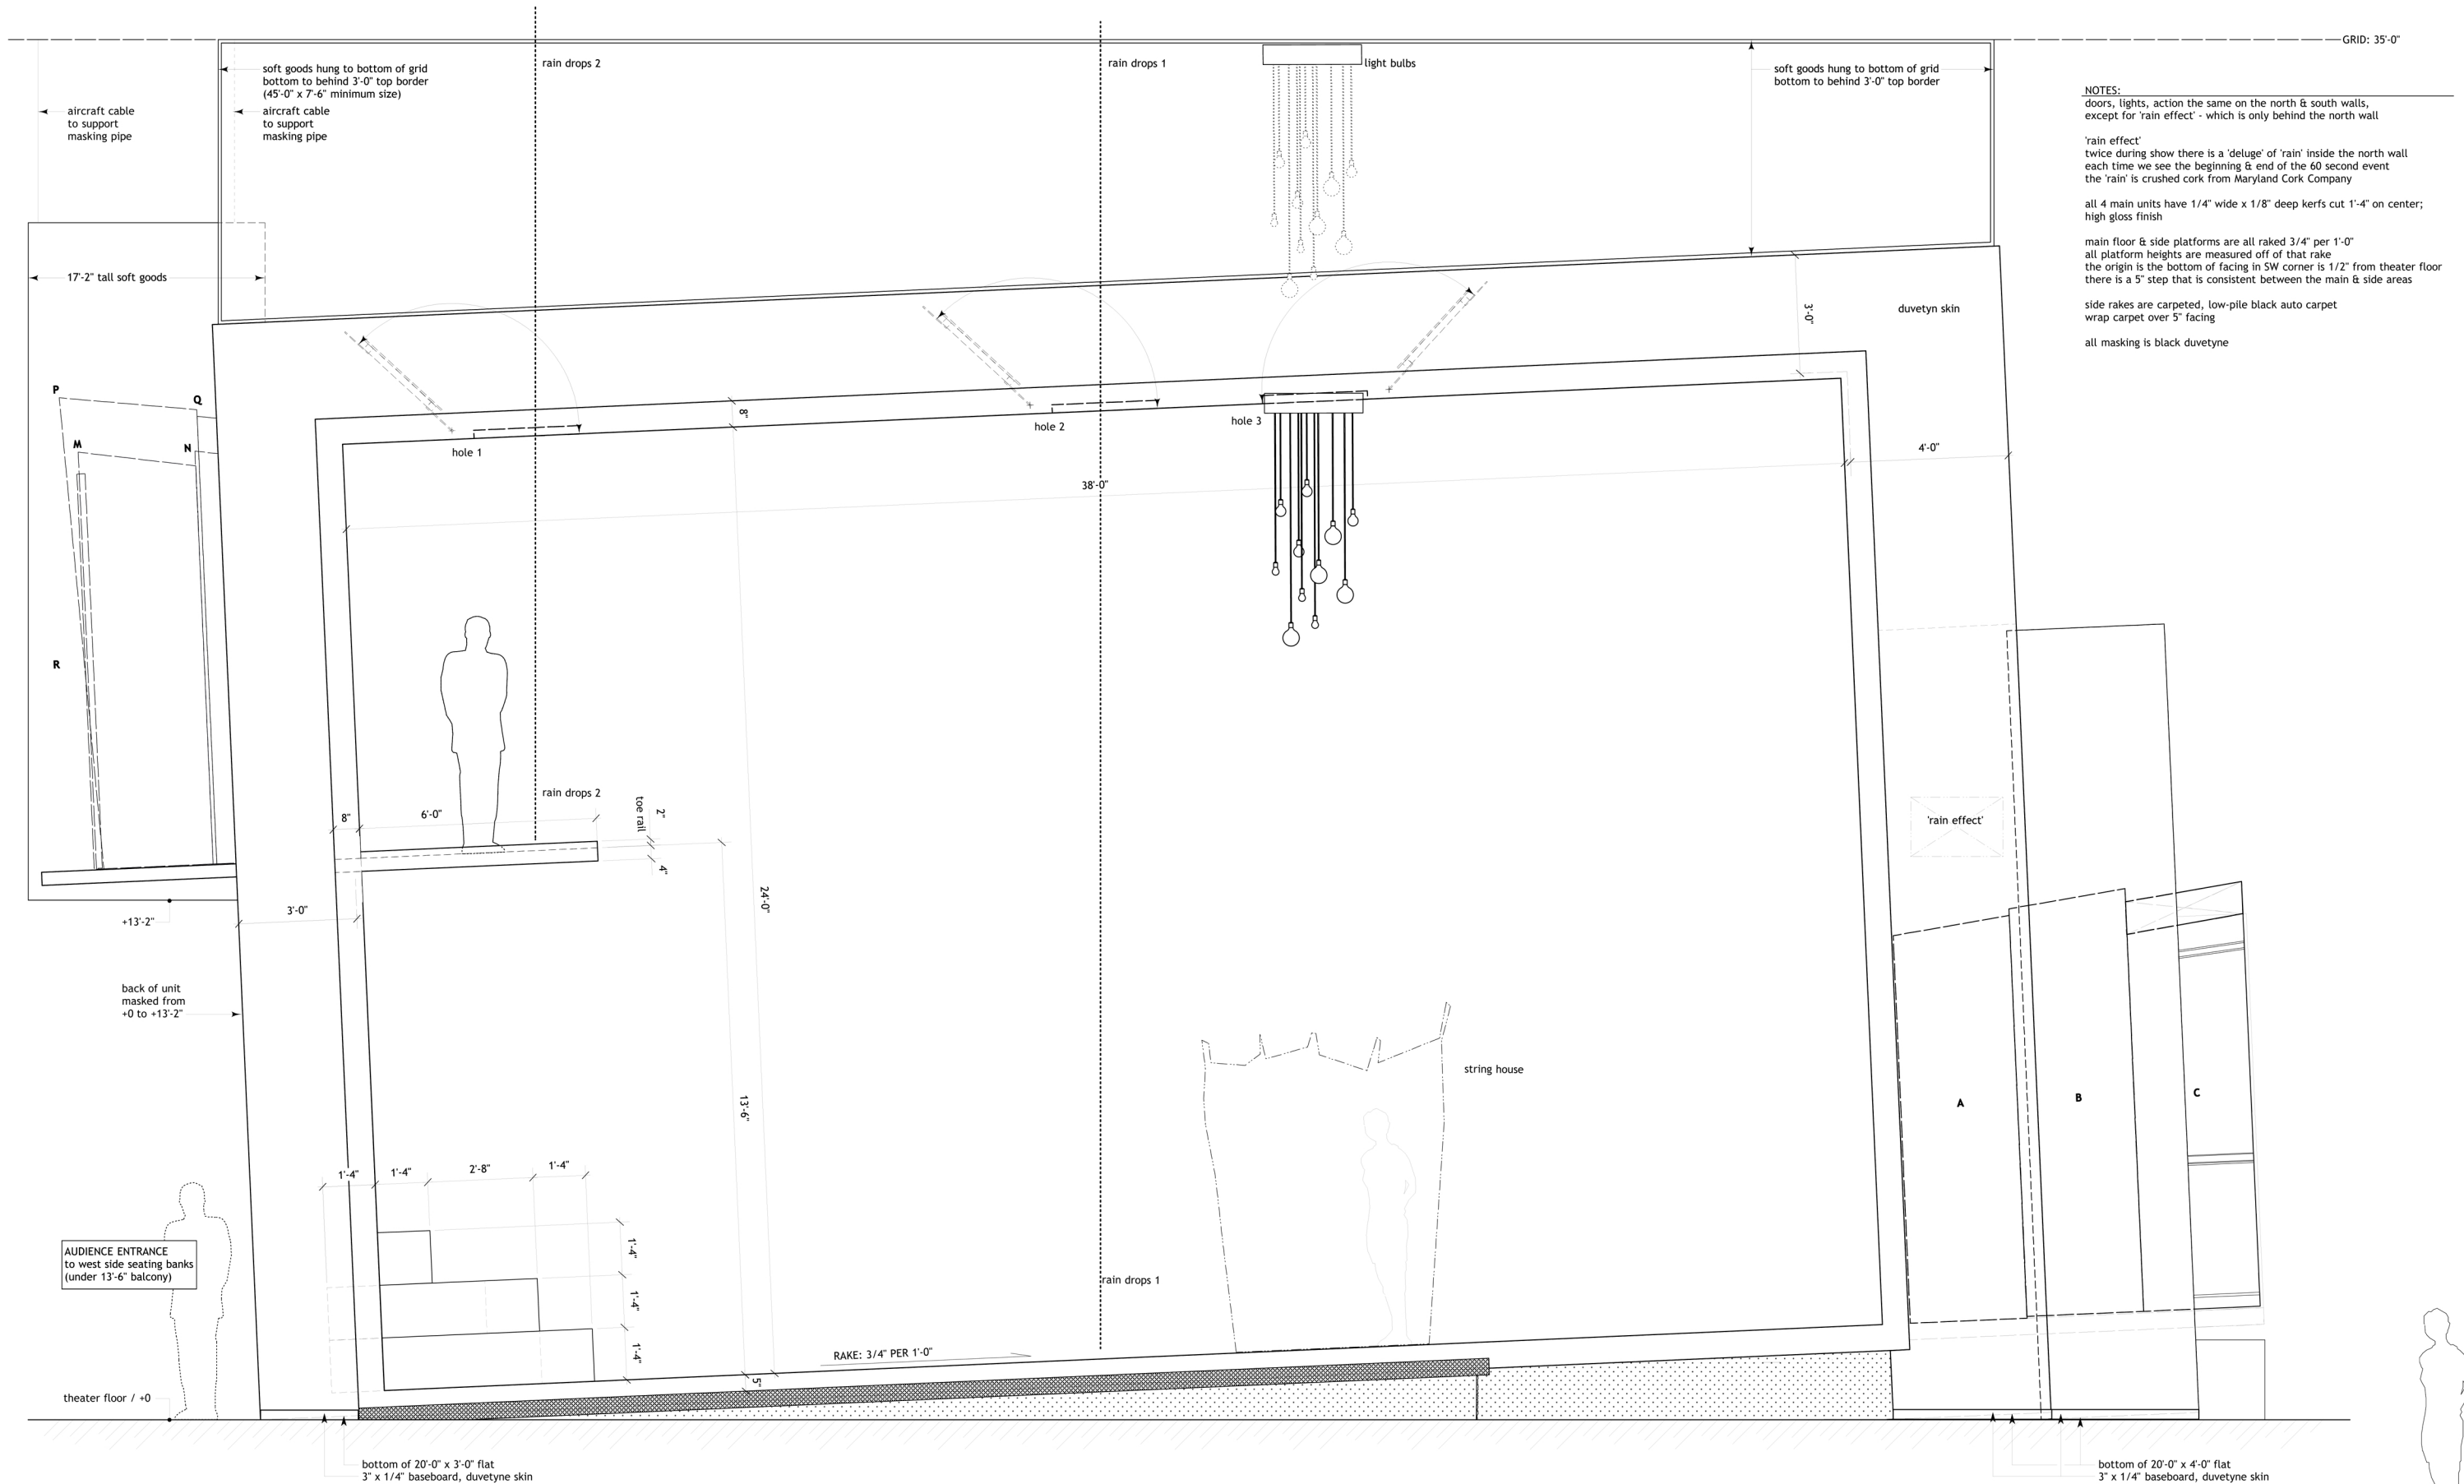 GRID: 35'-0"
soft goods hung to bottom of grid
bottom to behind 3'-0" top border
(45'-0" x 7'-6" minimum size)
aircraft cable
to support
masking pipe
aircraft cable
to support
masking pipe
rain drops 2
rain drops 1
light bulbs
soft goods hung to bottom of grid
bottom to behind 3'-0" top border
NOTES:
doors, lights, action the same on the north & south walls,
except for 'rain effect' - which is only behind the north wall
'rain effect'
twice during show there is a 'deluge' of 'rain' inside the north wall
each time we see the beginning & end of the 60 second event
the 'rain' is crushed cork from Maryland Cork Company
all 4 main units have 1/4" wide x 1/8" deep kerfs cut 1'-4" on center;
high gloss finish
main floor & side platforms are all raked 3/4" per 1'-0"
all platform heights are measured off of that rake
the origin is the bottom of facing in SW corner is 1/2" from theater floor
there is a 5" step that is consistent between the main & side areas
side rakes are carpeted, low-pile black auto carpet
wrap carpet over 5" facing
all masking is black duvetyne
17'-2" tall soft goods
duvetyn skin
3'-0"
P
Q
M
N
R
8"
hole 1
hole 2
hole 3
4'-0"
38'-0"
rain drops 2
toe rail
2"
8"
6'-0"
4"
'rain effect'
24'-0"
3'-0"
+13'-2"
back of unit
masked from
+0 to +13'-2"
string house
A
B
C
13'-6"
1'-4"
1'-4"
2'-8"
1'-4"
1'-4"
1'-4"
1'-4"
AUDIENCE ENTRANCE
to west side seating banks
(under 13'-6" balcony)
rain drops 1
RAKE: 3/4" PER 1'-0"
5"
theater floor / +0
bottom of 20'-0" x 3'-0" flat
3" x 1/4" baseboard, duvetyne skin
bottom of 20'-0" x 4'-0" flat
3" x 1/4" baseboard, duvetyne skin